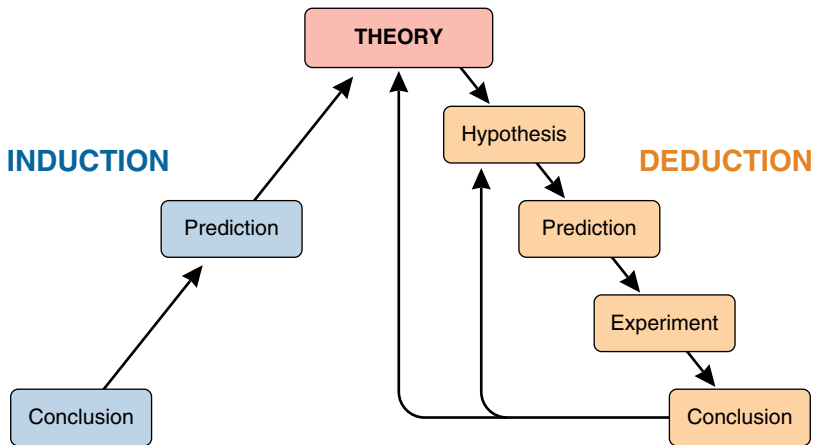 THEORY
Hypothesis
INDUCTION
DEDUCTION
Prediction
Prediction
Experiment
Conclusion
Conclusion